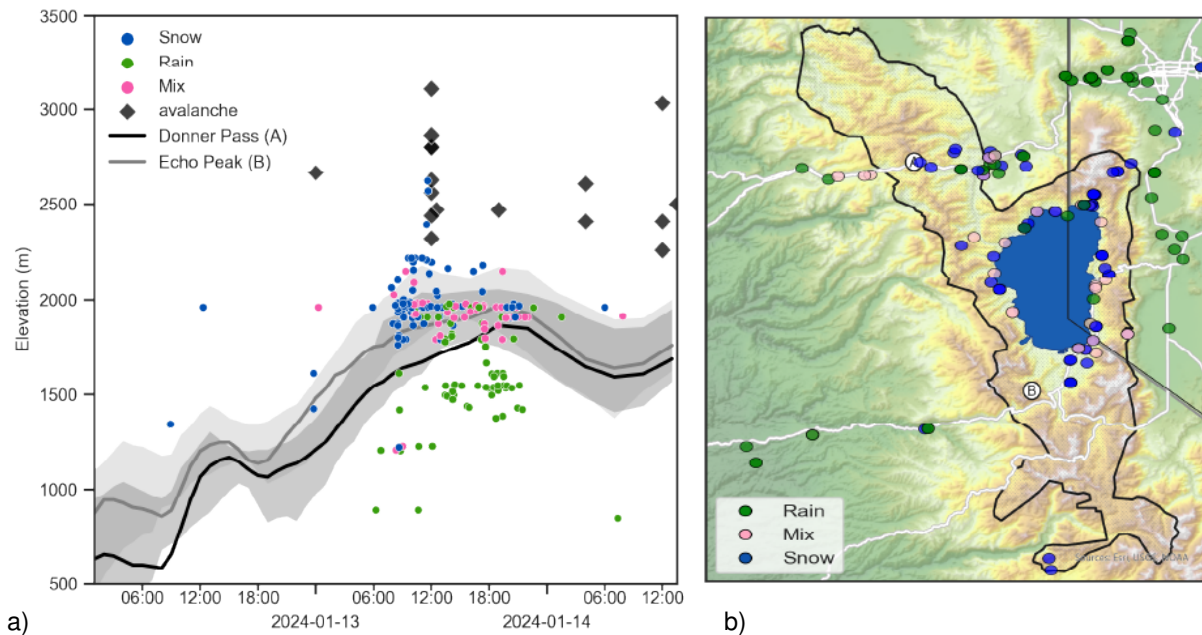 3500
3000
2500
2000
1500
1000
500
Elevation (m)
Snow
Rain
Mix
avalanche
Donner Pass (A)
Echo Peak (B)
06:00 12:00 18:00 06:00 12:00 18:00 06:00 12:00
2024-01-13 2024-01-14
a)
A
B
Rain
Mix
Snow
Sources: Esri USGS, NOAA
b)